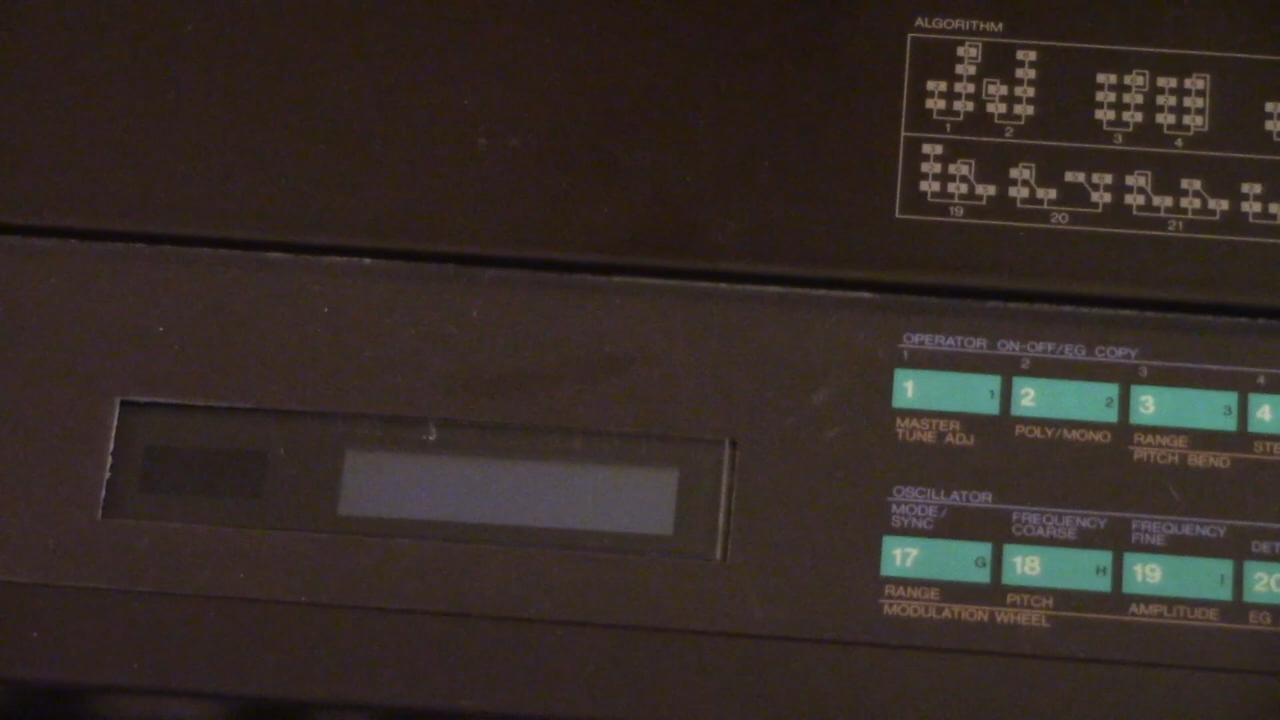 ALGORITHM
1 2 3 4
19 20 21
OPERATOR ON-OFF/EG COPY
1 2 3 4
1 1 2 2 3 3 4
MASTER
TUNE ADJ
POLY/MONO
RANGE
PITCH BEND
OSCILLATOR
MODE/
SYNC
FREQUENCY
COARSE
FREQUENCY
FINE
17 G 18 H 19 I 20
RANGE
PITCH
AMPLITUDE
EG
MODULATION WHEEL